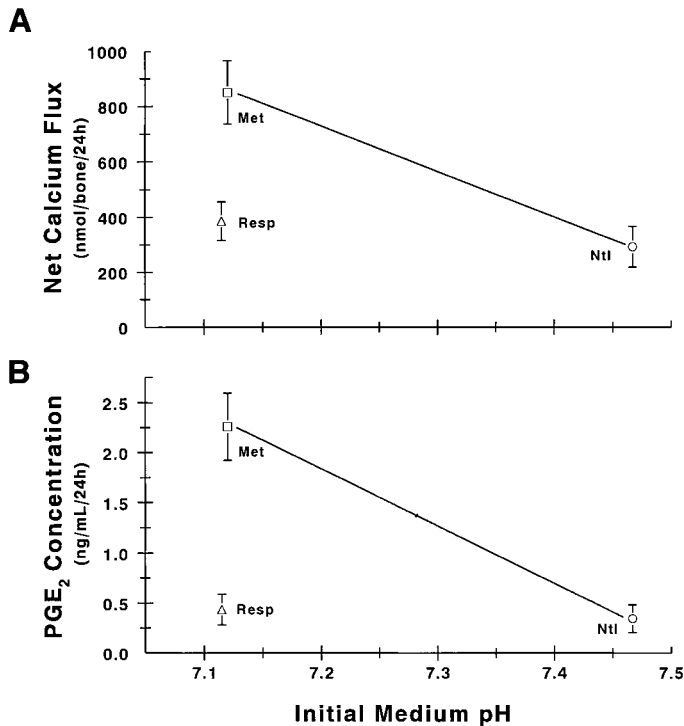 A
Net Calcium Flux
(nmol/bone/24h)
1000
800
600
400
200
0
Met
Resp
Ntl
B
PGE2 Concentration
(ng/mL/24h)
2.5
2.0
1.5
1.0
0.5
0.0
Met
Resp
Ntl
7.1 7.2 7.3 7.4 7.5
Initial Medium pH